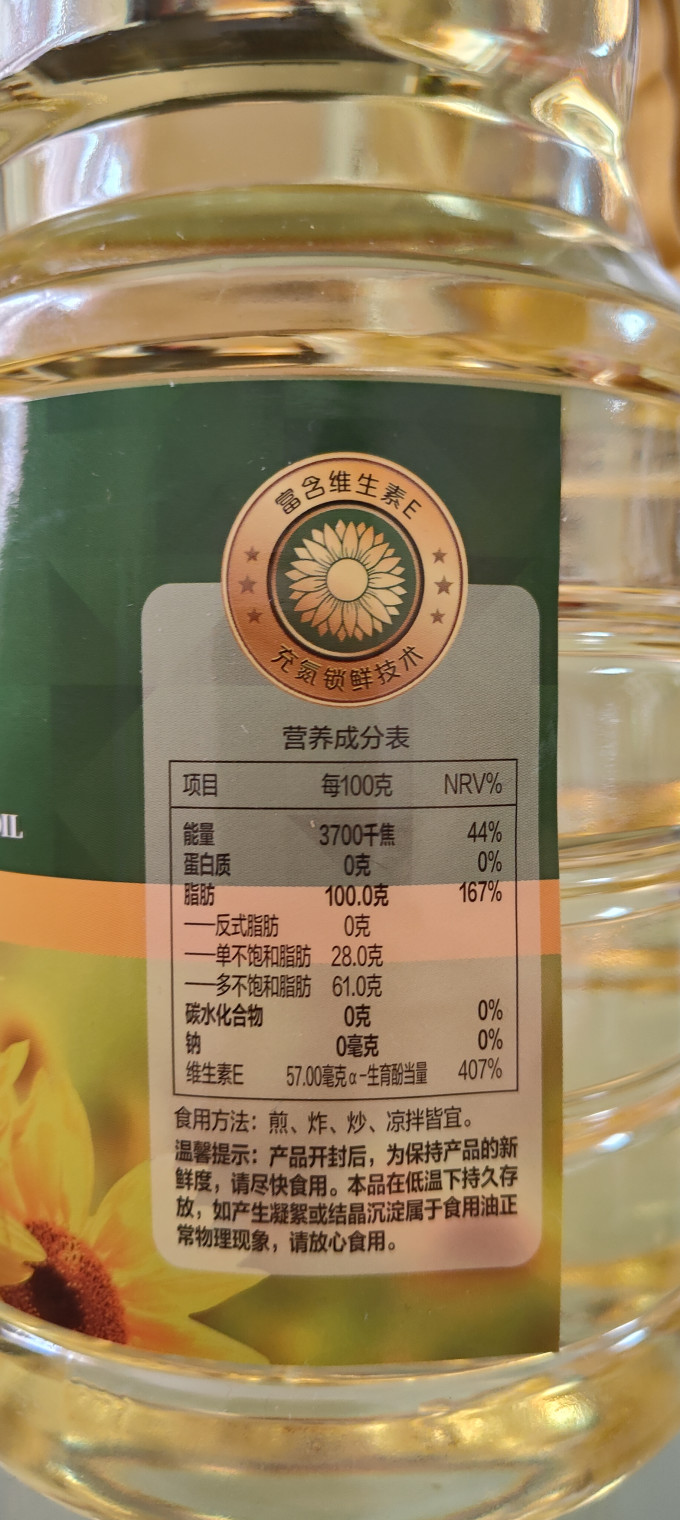 富含维生素E
充氮锁鲜技术
营养成分表
项目 每100克 NRV%
能量 3700千焦 44%
蛋白质 0克 0%
脂肪 100.0克 167%
——反式脂肪 0克
——单不饱和脂肪 28.0克
——多不饱和脂肪 61.0克
碳水化合物 0克 0%
钠 0毫克 0%
维生素E 57.00毫克α-生育酚当量 407%
食用方法：煎、炸、炒、凉拌皆宜。
温馨提示：产品开封后，为保持产品的新
鲜度，请尽快食用。本品在低温下持久存
放，如产生凝絮或结晶沉淀属于食用油正
常物理现象，请放心食用。